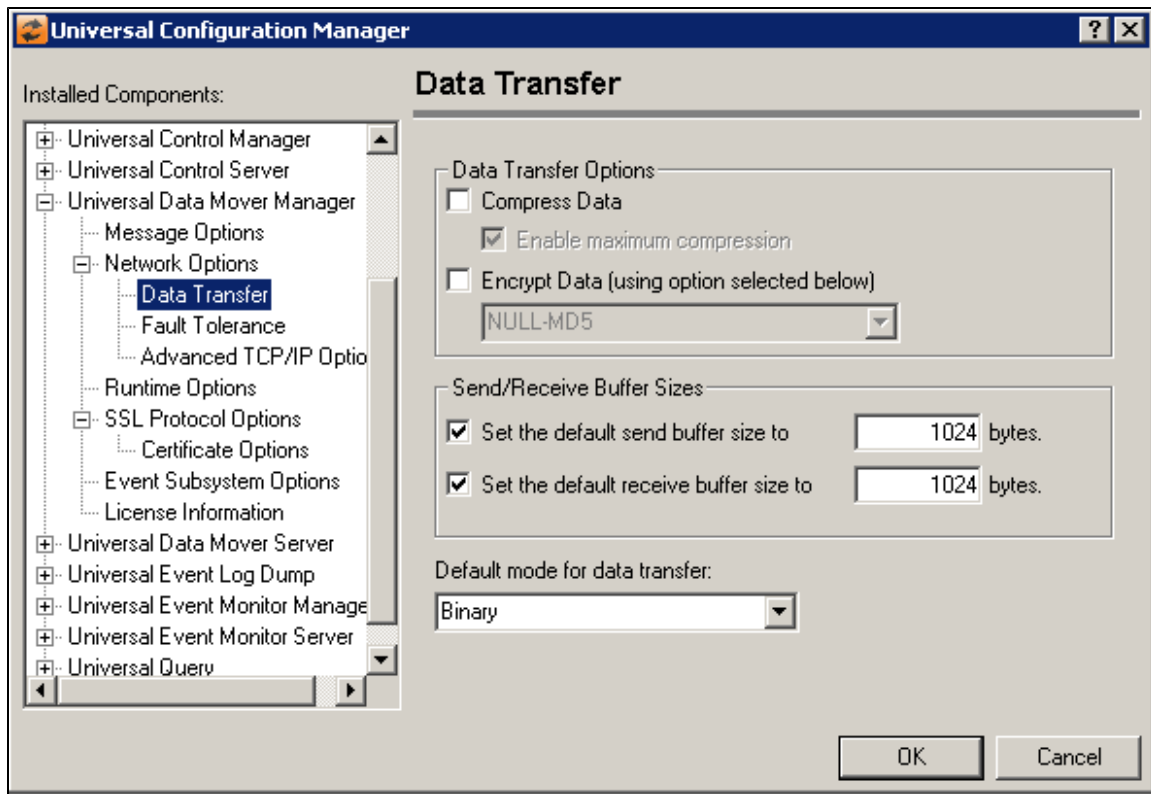 Universal Configuration Manager
Installed Components:
Universal Control Manager
Universal Control Server
Universal Data Mover Manager
Message Options
Network Options
Data Transfer
Fault Tolerance
Advanced TCP/IP Optio
Runtime Options
SSL Protocol Options
Certificate Options
Event Subsystem Options
License Information
Universal Data Mover Server
Universal Event Log Dump
Universal Event Monitor Manage
Universal Event Monitor Server
Universal Query
Data Transfer
Data Transfer Options
Compress Data
Enable maximum compression
Encrypt Data (using option selected below)
NULL-MD5
Send/Receive Buffer Sizes
Set the default send buffer size to 1024 bytes.
Set the default receive buffer size to 1024 bytes.
Default mode for data transfer:
Binary
OK Cancel